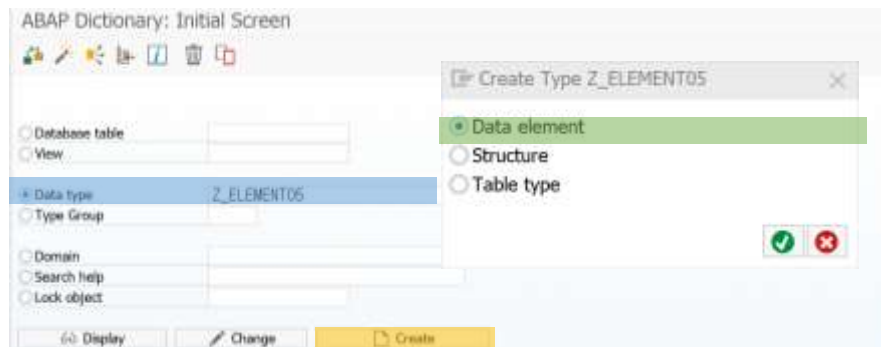 ABAP Dictionary: Initial Screen
Create Type Z_ELEMENT05
Data element
Structure
Table type
Database table
View
Data type Z_ELEMENT05
Type Group
Domain
Search help
Lock object
Display Change Create